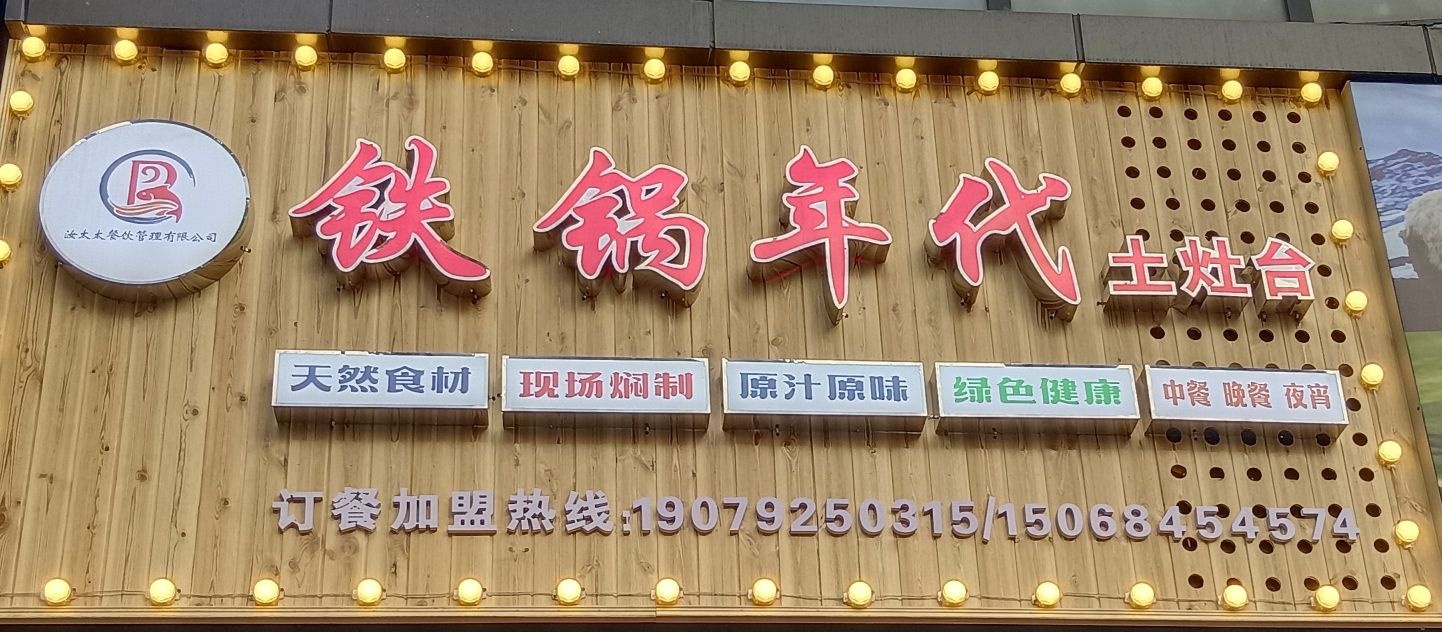 汝太太餐饮管理有限公司
铁锅年代 土灶台
天然食材 现场焖制 原汁原味 绿色健康 中餐 晚餐 夜宵
订餐加盟热线:19079250315/15068454574